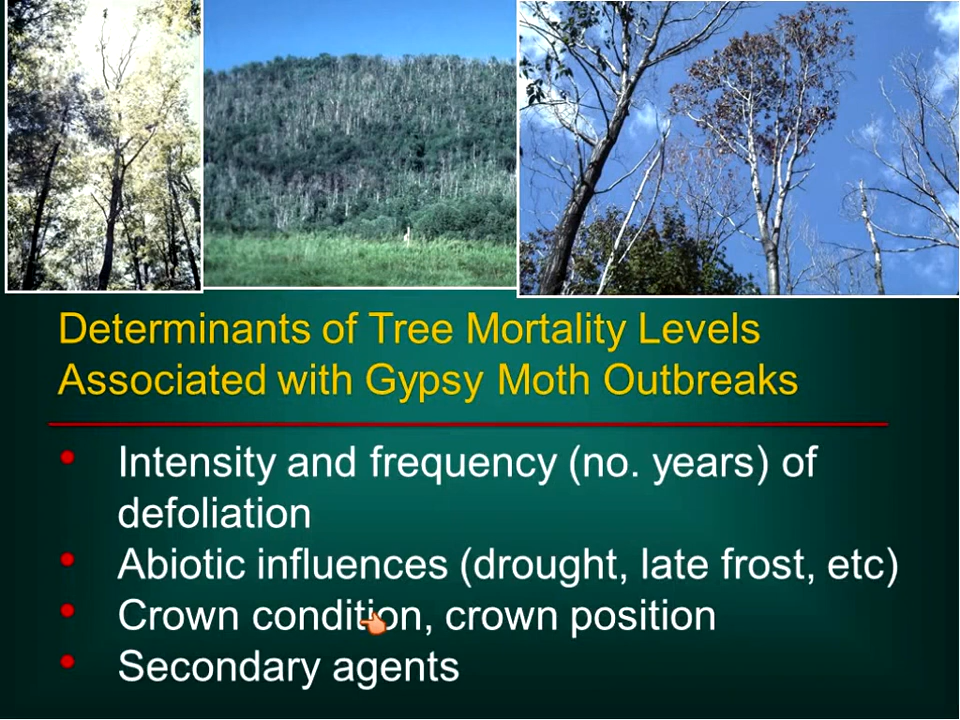 Determinants of Tree Mortality Levels
Associated with Gypsy Moth Outbreaks
• Intensity and frequency (no. years) of
defoliation
• Abiotic influences (drought, late frost, etc)
• Crown condition, crown position
• Secondary agents